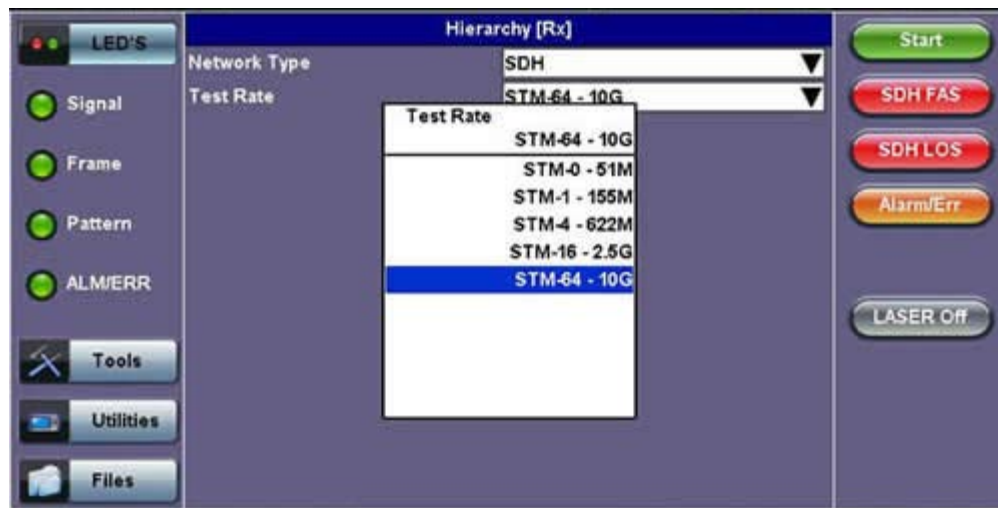 LED'S
Signal
Frame
Pattern
ALM/ERR
Tools
Utilities
Files
Hierarchy [Rx]
Network Type SDH
Test Rate STM-64 - 10G
Test Rate
STM-64 - 10G
STM-0 - 51M
STM-1 - 155M
STM-4 - 622M
STM-16 - 2.5G
STM-64 - 10G
Start
SDH FAS
SDH LOS
Alarm/Err
LASER Off